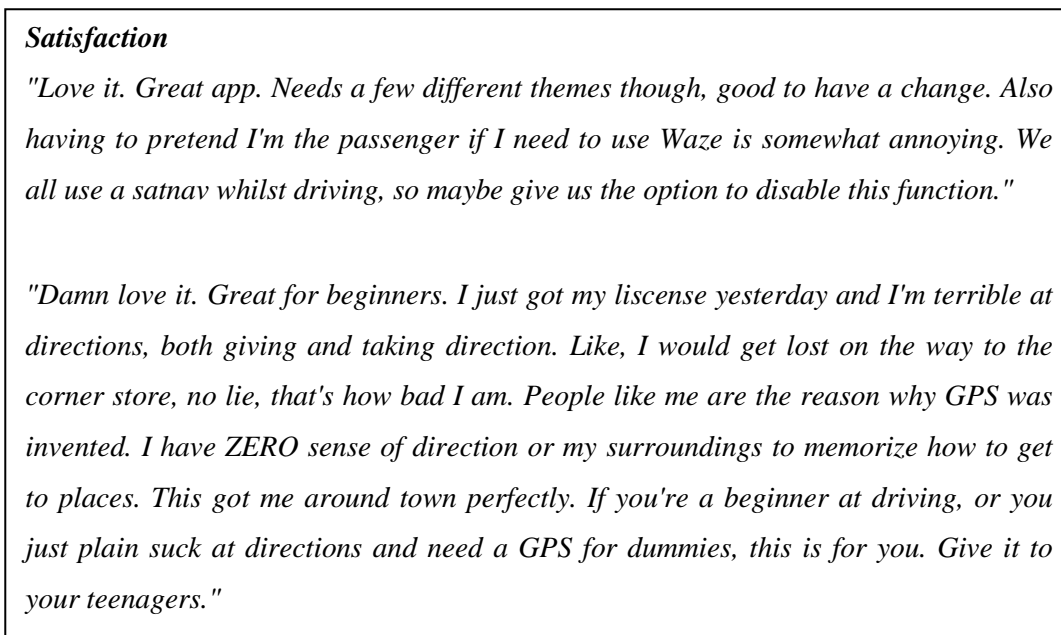 Satisfaction
"Love it. Great app. Needs a few different themes though, good to have a change. Also
having to pretend I'm the passenger if I need to use Waze is somewhat annoying. We
all use a satnav whilst driving, so maybe give us the option to disable this function."
"Damn love it. Great for beginners. I just got my liscense yesterday and I'm terrible at
directions, both giving and taking direction. Like, I would get lost on the way to the
corner store, no lie, that's how bad I am. People like me are the reason why GPS was
invented. I have ZERO sense of direction or my surroundings to memorize how to get
to places. This got me around town perfectly. If you're a beginner at driving, or you
just plain suck at directions and need a GPS for dummies, this is for you. Give it to
your teenagers."